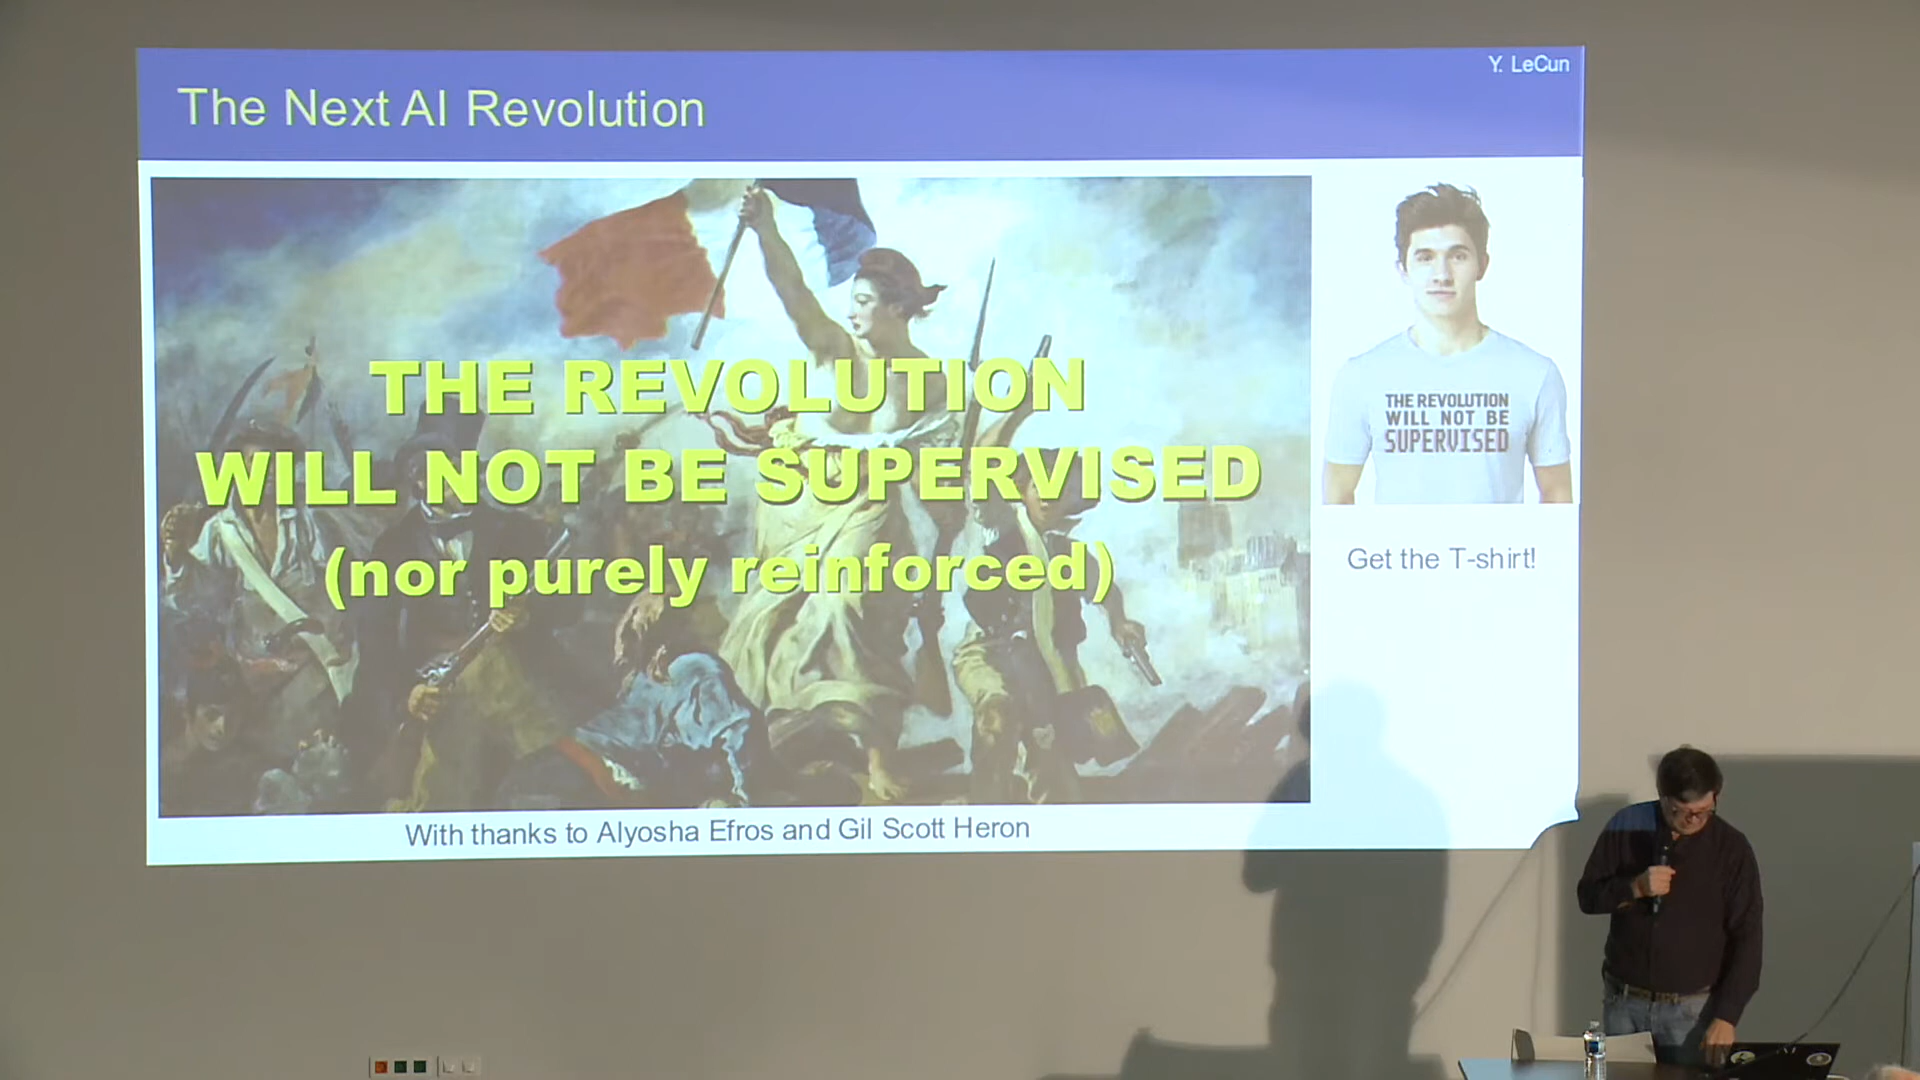 Y. LeCun
The Next AI Revolution
THE REVOLUTION
WILL NOT BE SUPERVISED
(nor purely reinforced)
THE REVOLUTION
WILL NOT BE
SUPERVISED
Get the T-shirt!
With thanks to Alyosha Efros and Gil Scott Heron